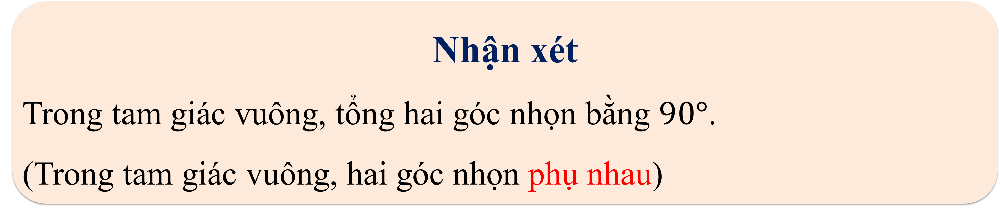 Nhận xét
Trong tam giác vuông, tổng hai góc nhọn bằng 90°.
(Trong tam giác vuông, hai góc nhọn phụ nhau)